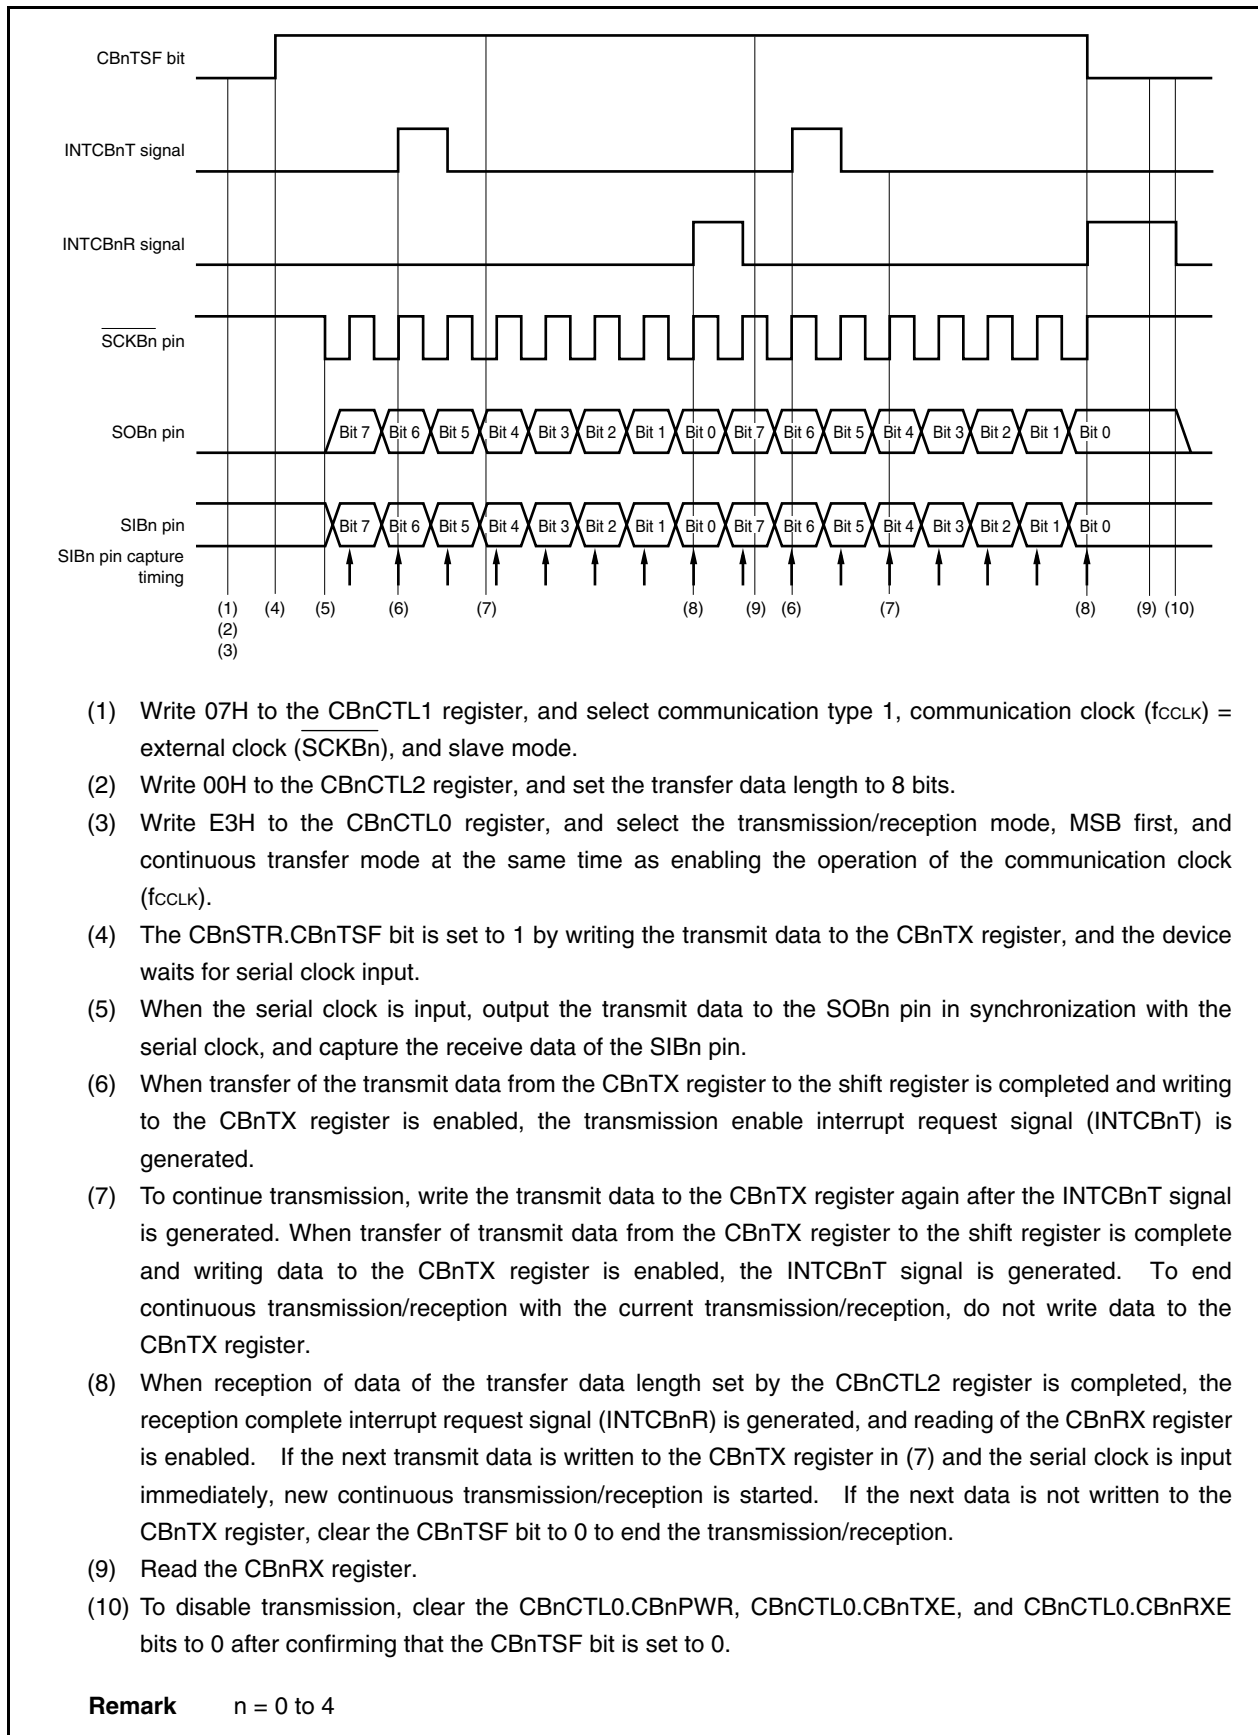 CBnTSF bit
INTCBnT signal
INTCBnR signal
SCKBn pin
SOBn pin
Bit 7 Bit 6 Bit 5 Bit 4 Bit 3 Bit 2 Bit 1 Bit 0 Bit 7 Bit 6 Bit 5 Bit 4 Bit 3 Bit 2 Bit 1 Bit 0
SIBn pin
Bit 7 Bit 6 Bit 5 Bit 4 Bit 3 Bit 2 Bit 1 Bit 0 Bit 7 Bit 6 Bit 5 Bit 4 Bit 3 Bit 2 Bit 1 Bit 0
SIBn pin capture
timing
(1) (4) (5) (6) (7) (8) (9) (6) (7) (8) (9) (10)
(2)
(3)
(1) Write 07H to the CBnCTL1 register, and select communication type 1, communication clock (fCCLK) =
external clock (SCKBn), and slave mode.
(2) Write 00H to the CBnCTL2 register, and set the transfer data length to 8 bits.
(3) Write E3H to the CBnCTL0 register, and select the transmission/reception mode, MSB first, and
continuous transfer mode at the same time as enabling the operation of the communication clock
(fCCLK).
(4) The CBnSTR.CBnTSF bit is set to 1 by writing the transmit data to the CBnTX register, and the device
waits for serial clock input.
(5) When the serial clock is input, output the transmit data to the SOBn pin in synchronization with the
serial clock, and capture the receive data of the SIBn pin.
(6) When transfer of the transmit data from the CBnTX register to the shift register is completed and writing
to the CBnTX register is enabled, the transmission enable interrupt request signal (INTCBnT) is
generated.
(7) To continue transmission, write the transmit data to the CBnTX register again after the INTCBnT signal
is generated. When transfer of transmit data from the CBnTX register to the shift register is complete
and writing data to the CBnTX register is enabled, the INTCBnT signal is generated. To end
continuous transmission/reception with the current transmission/reception, do not write data to the
CBnTX register.
(8) When reception of data of the transfer data length set by the CBnCTL2 register is completed, the
reception complete interrupt request signal (INTCBnR) is generated, and reading of the CBnRX register
is enabled. If the next transmit data is written to the CBnTX register in (7) and the serial clock is input
immediately, new continuous transmission/reception is started. If the next data is not written to the
CBnTX register, clear the CBnTSF bit to 0 to end the transmission/reception.
(9) Read the CBnRX register.
(10) To disable transmission, clear the CBnCTL0.CBnPWR, CBnCTL0.CBnTXE, and CBnCTL0.CBnRXE
bits to 0 after confirming that the CBnTSF bit is set to 0.
Remark n = 0 to 4